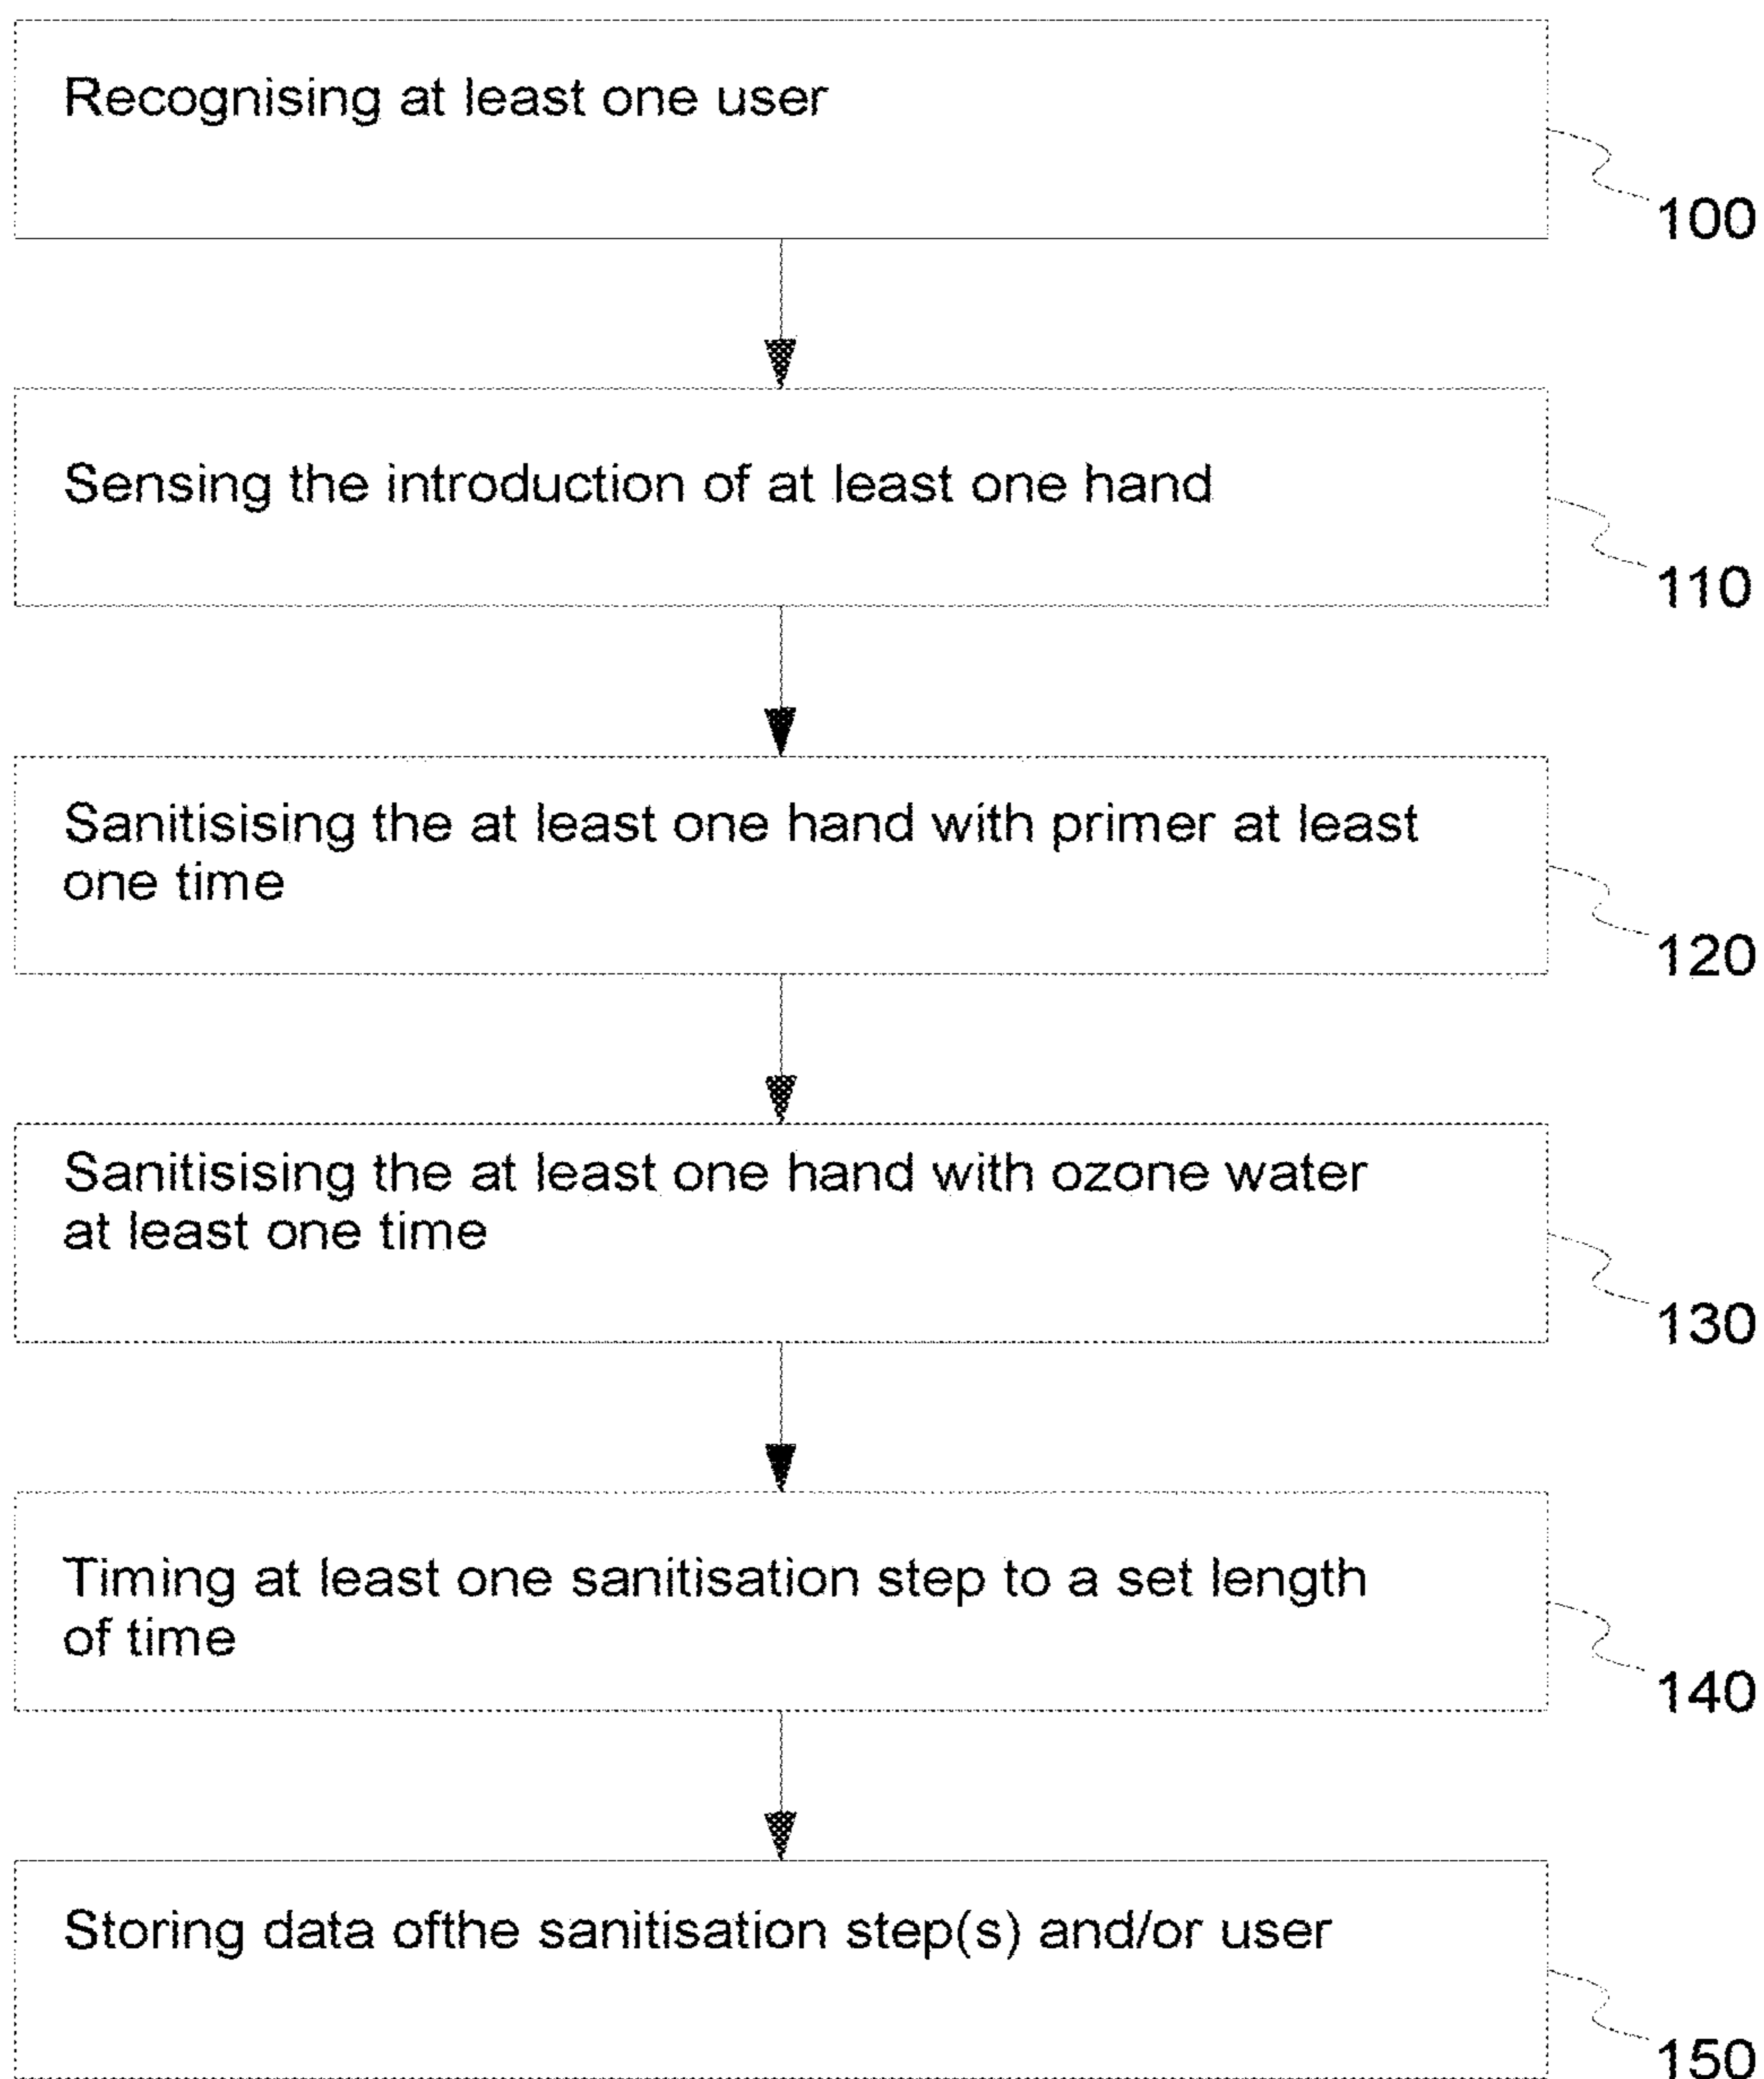 Recognising at least one user
100
Sensing the introduction of at least one hand
110
Sanitisising the at least one hand with primer at least
one time
120
Sanitisising the at least one hand with ozone water
at least one time
130
Timing at least one sanitisation step to a set length
of time
140
Storing data ofthe sanitisation step(s) and/or user
150